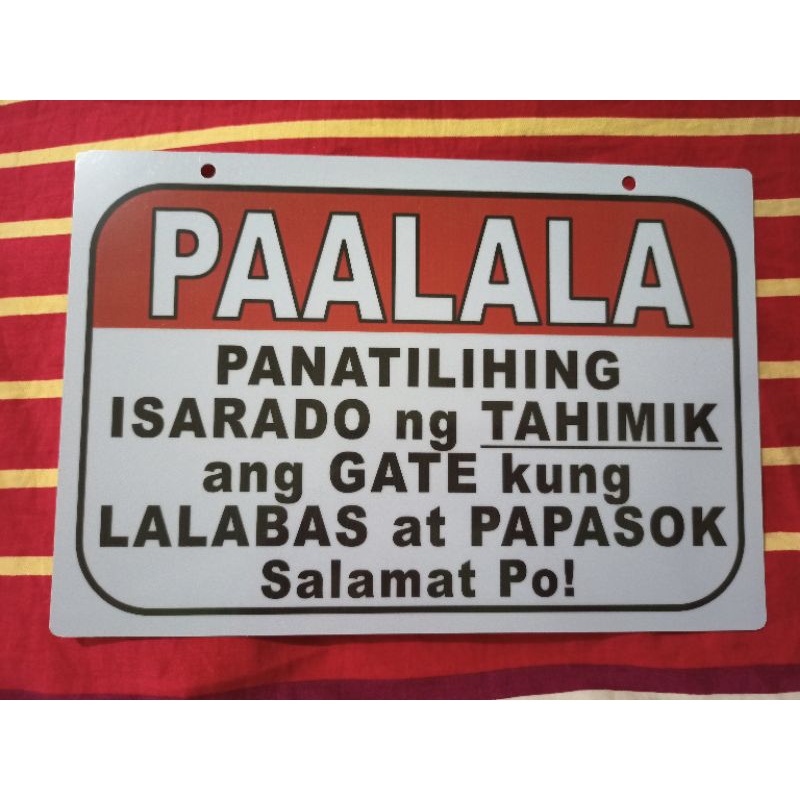 PAALALA
PANATILIHING
ISARADO ng TAHIMIK
ang GATE kung
LALABAS at PAPASOK
Salamat Po!